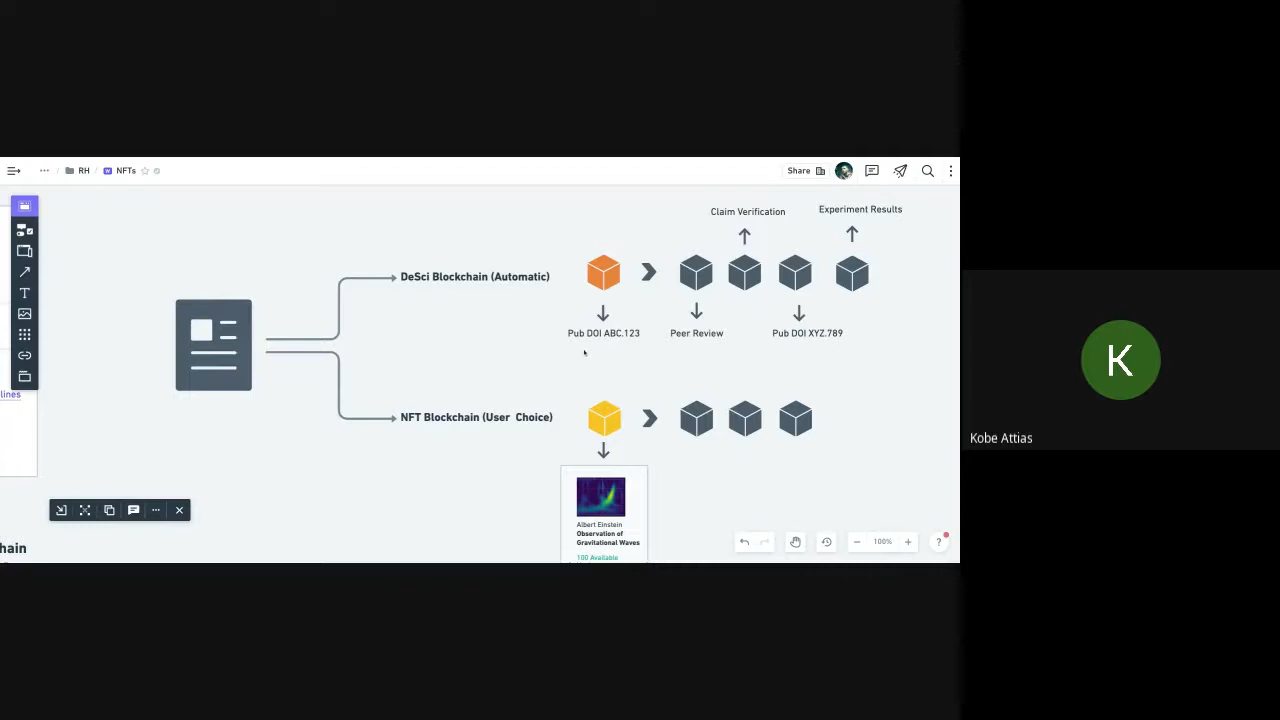 ... / RH / NFTs
Share
Claim Verification
Experiment Results
DeSci Blockchain (Automatic)
Pub DOI ABC.123
Peer Review
Pub DOI XYZ.789
lines
NFT Blockchain (User Choice)
Albert Einstein
Observation of
Gravitational Waves
100 Available
hain
100%
?
K
Kobe Attias